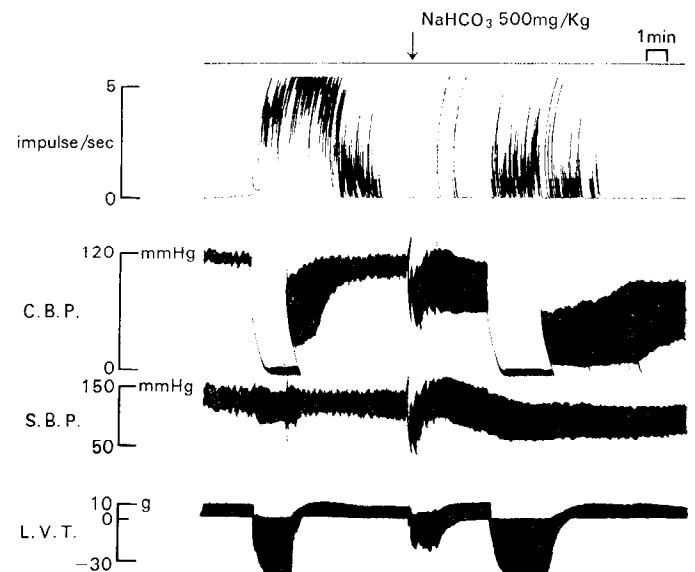 NaHCO₃ 500mg/Kg
1min
5
impulse/sec
0
120 mmHg
C.B.P.
0
150 mmHg
S.B.P.
50
10 g
0
L.V.T.
-30